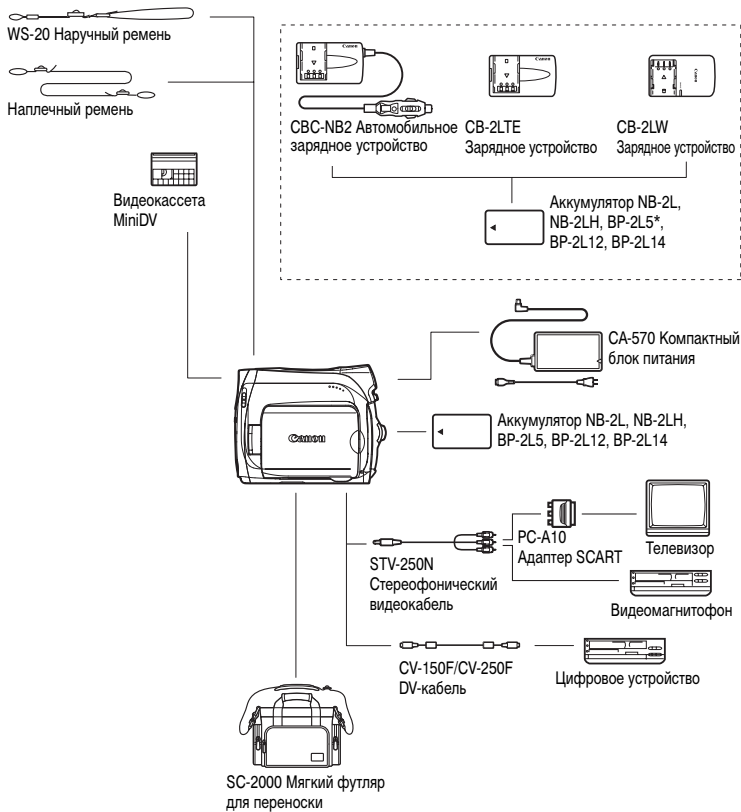 WS-20 Наручный ремень
Наплечный ремень
Видеокассета
MiniDV
Canon
Canon
Canon
CBC-NB2 Автомобильное
зарядное устройство
CB-2LTE
Зарядное устройство
CB-2LW
Зарядное устройство
Аккумулятор NB-2L,
NB-2LH, BP-2L5*,
BP-2L12, BP-2L14
CA-570 Компактный
блок питания
Canon
Аккумулятор NB-2L, NB-2LH,
BP-2L5, BP-2L12, BP-2L14
STV-250N
Стереофонический
видеокабель
PC-A10
Адаптер SCART
Телевизор
Видеомагнитофон
CV-150F/CV-250F
DV-кабель
Цифровое устройство
SC-2000 Мягкий футляр
для переноски